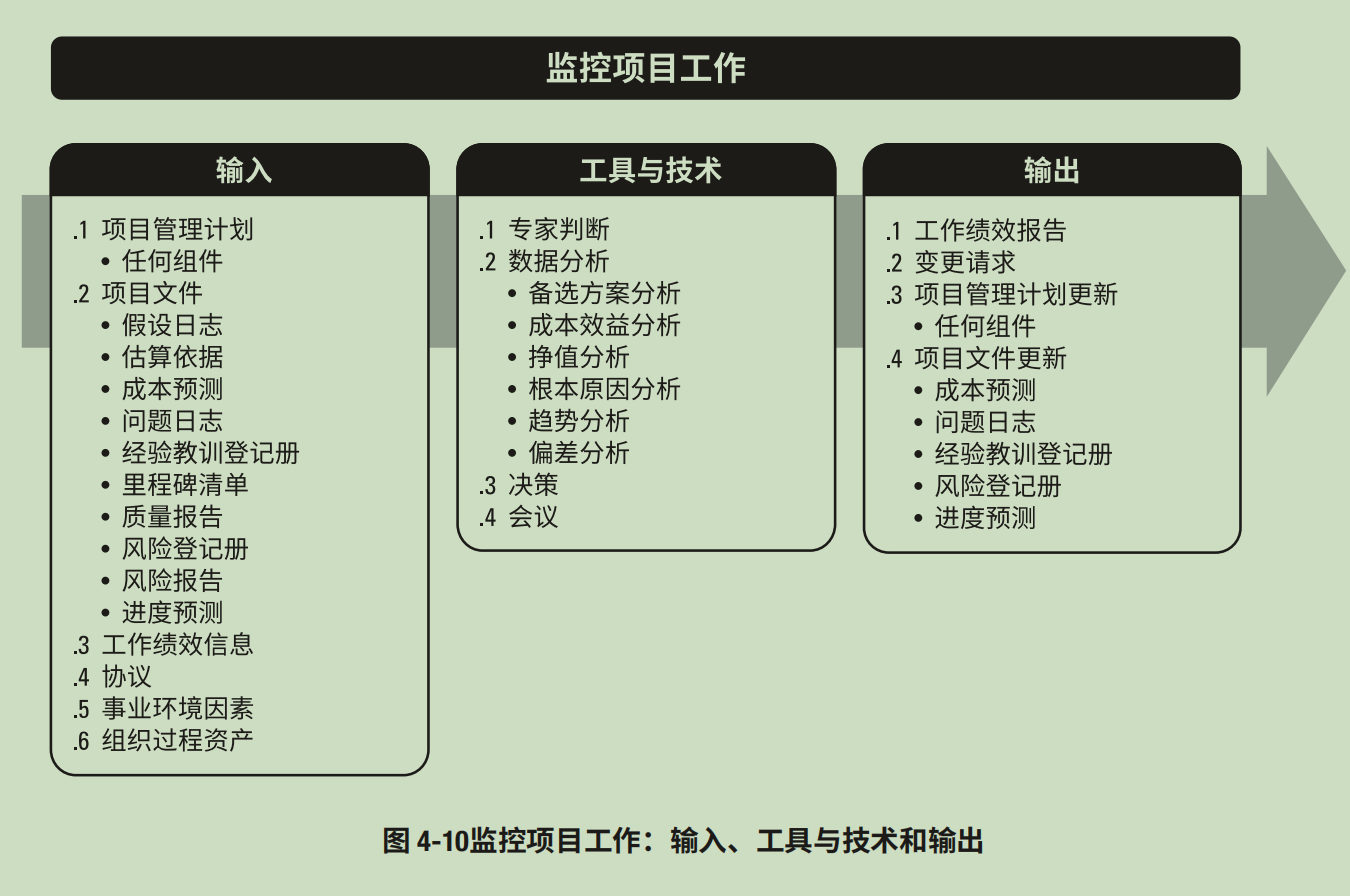 监控项目工作
输入
.1 项目管理计划
• 任何组件
.2 项目文件
• 假设日志
• 估算依据
• 成本预测
• 问题日志
• 经验教训登记册
• 里程碑清单
• 质量报告
• 风险登记册
• 风险报告
• 进度预测
.3 工作绩效信息
.4 协议
.5 事业环境因素
.6 组织过程资产
工具与技术
.1 专家判断
.2 数据分析
• 备选方案分析
• 成本效益分析
• 挣值分析
• 根本原因分析
• 趋势分析
• 偏差分析
.3 决策
.4 会议
输出
.1 工作绩效报告
.2 变更请求
.3 项目管理计划更新
• 任何组件
.4 项目文件更新
• 成本预测
• 问题日志
• 经验教训登记册
• 风险登记册
• 进度预测
图 4-10监控项目工作：输入、工具与技术和输出